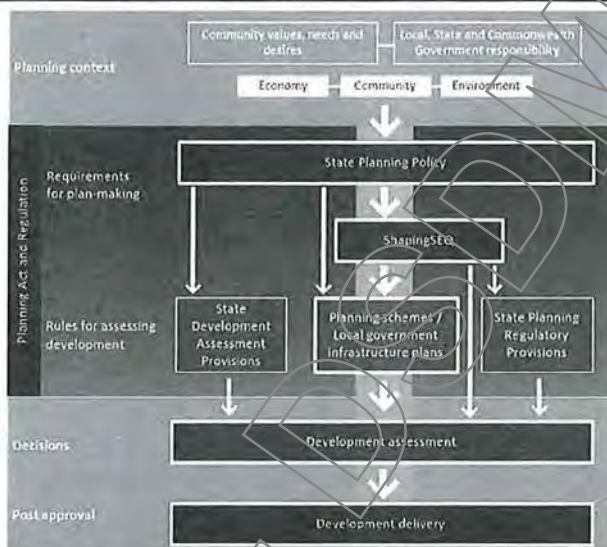 Community values, needs and
desires
Local, State and Commonwealth
Government responsibility
Planning context
Economy
Community
Environment
Planning Act and Regulation
Requirements
for plan-making
State Planning Policy
ShapingSEQ
Rules for assessing
development
State
Development
Assessment
Provisions
Planning schemes /
Local government
infrastructure plans
State Planning
Regulatory
Provisions
Decisions
Development assessment
Post approval
Development delivery